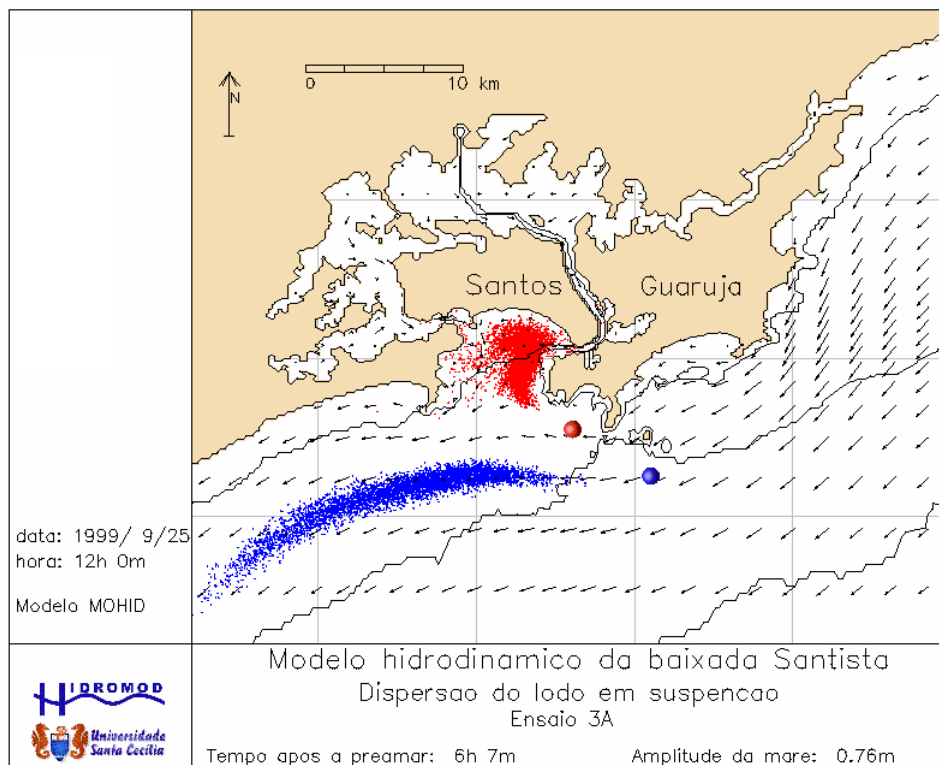 0 10 km
N
Santos Guaruja
data: 1999/ 9/25
hora: 12h 0m
Modelo MOHID
Modelo hidrodinamico da baixada Santista
Dispersao do lodo em suspencao
Ensaio 3A
HIDROMOD
Universidade
Santa Cecília
Tempo apos a preamar: 6h 7m Amplitude da mare: 0.76m